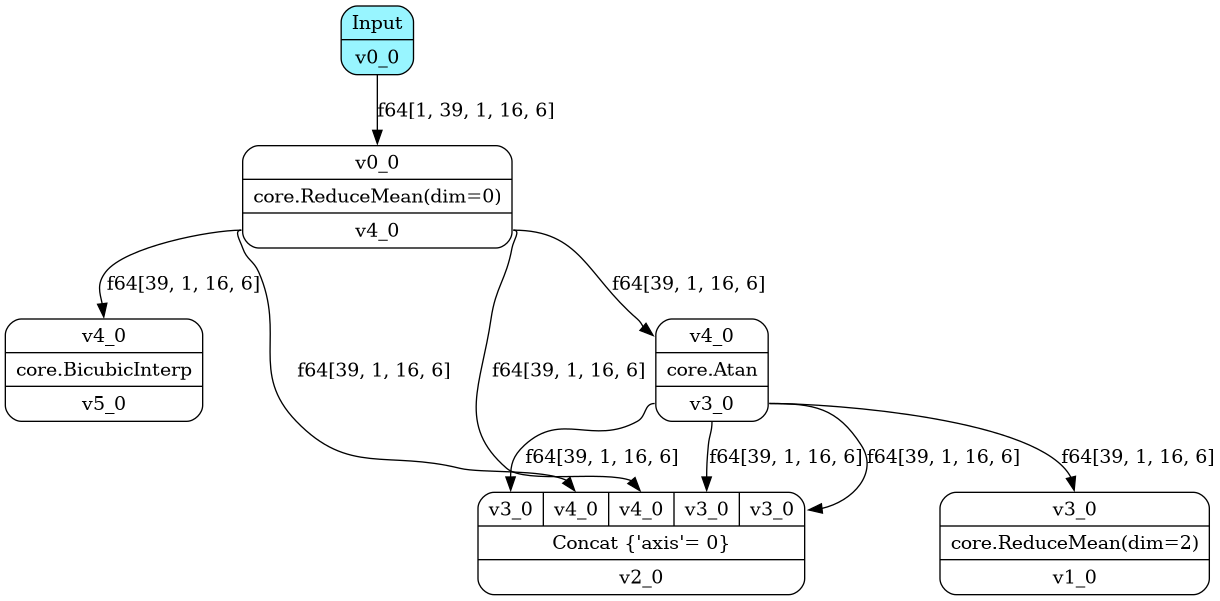 Input
v0_0
f64[1, 39, 1, 16, 6]
v0_0
core.ReduceMean(dim=0)
v4_0
f64[39, 1, 16, 6]
f64[39, 1, 16, 6]
v4_0
core.BicubicInterp
v5_0
f64[39, 1, 16, 6]
f64[39, 1, 16, 6]
v4_0
core.Atan
v3_0
f64[39, 1, 16, 6]
f64[39, 1, 16, 6]
f64[39, 1, 16, 6]
f64[39, 1, 16, 6]
v3_0 v4_0 v4_0 v3_0 v3_0
Concat {'axis'= 0}
v2_0
v3_0
core.ReduceMean(dim=2)
v1_0